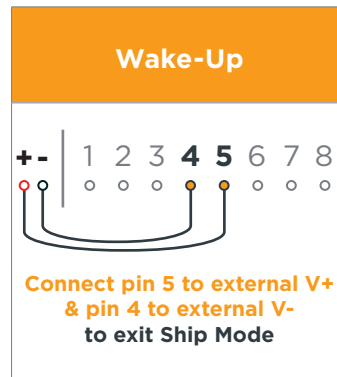 Wake-Up
+ - 1 2 3 4 5 6 7 8
Connect pin 5 to external V+
& pin 4 to external V-
to exit Ship Mode